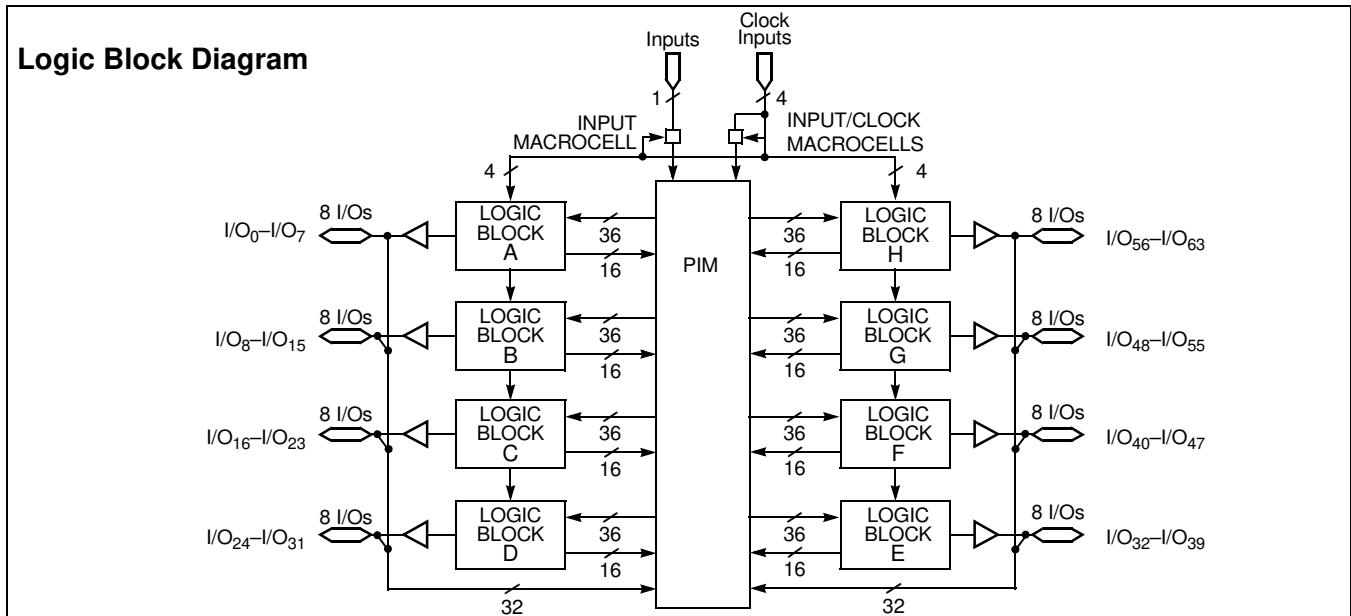 Logic Block Diagram
Inputs
Clock
Inputs
1
4
INPUT
MACROCELL
INPUT/CLOCK
MACROCELLS
4
4
PIM
I/O0–I/O7
8 I/Os
LOGIC
BLOCK
A
36
16
36
16
LOGIC
BLOCK
H
8 I/Os
I/O56–I/O63
I/O8–I/O15
8 I/Os
LOGIC
BLOCK
B
36
16
36
16
LOGIC
BLOCK
G
8 I/Os
I/O48–I/O55
I/O16–I/O23
8 I/Os
LOGIC
BLOCK
C
36
16
36
16
LOGIC
BLOCK
F
8 I/Os
I/O40–I/O47
I/O24–I/O31
8 I/Os
LOGIC
BLOCK
D
36
16
36
16
LOGIC
BLOCK
E
8 I/Os
I/O32–I/O39
32
32